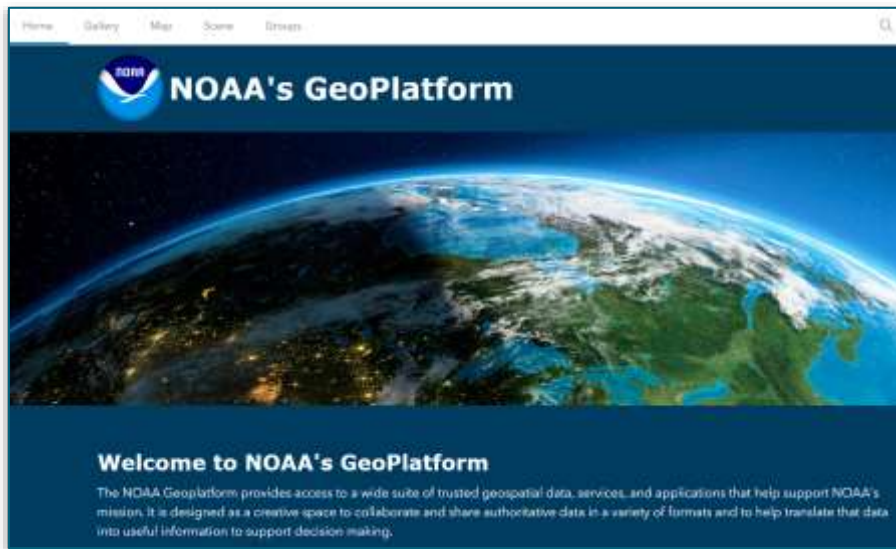 Home Gallery Map Scene Groups
NOAA
NOAA's GeoPlatform
Welcome to NOAA's GeoPlatform
The NOAA Geoplatform provides access to a wide suite of trusted geospatial data, services, and applications that help support NOAA's
mission. It is designed as a creative space to collaborate and share authoritative data in a variety of formats and to help translate that data
into useful information to support decision making.